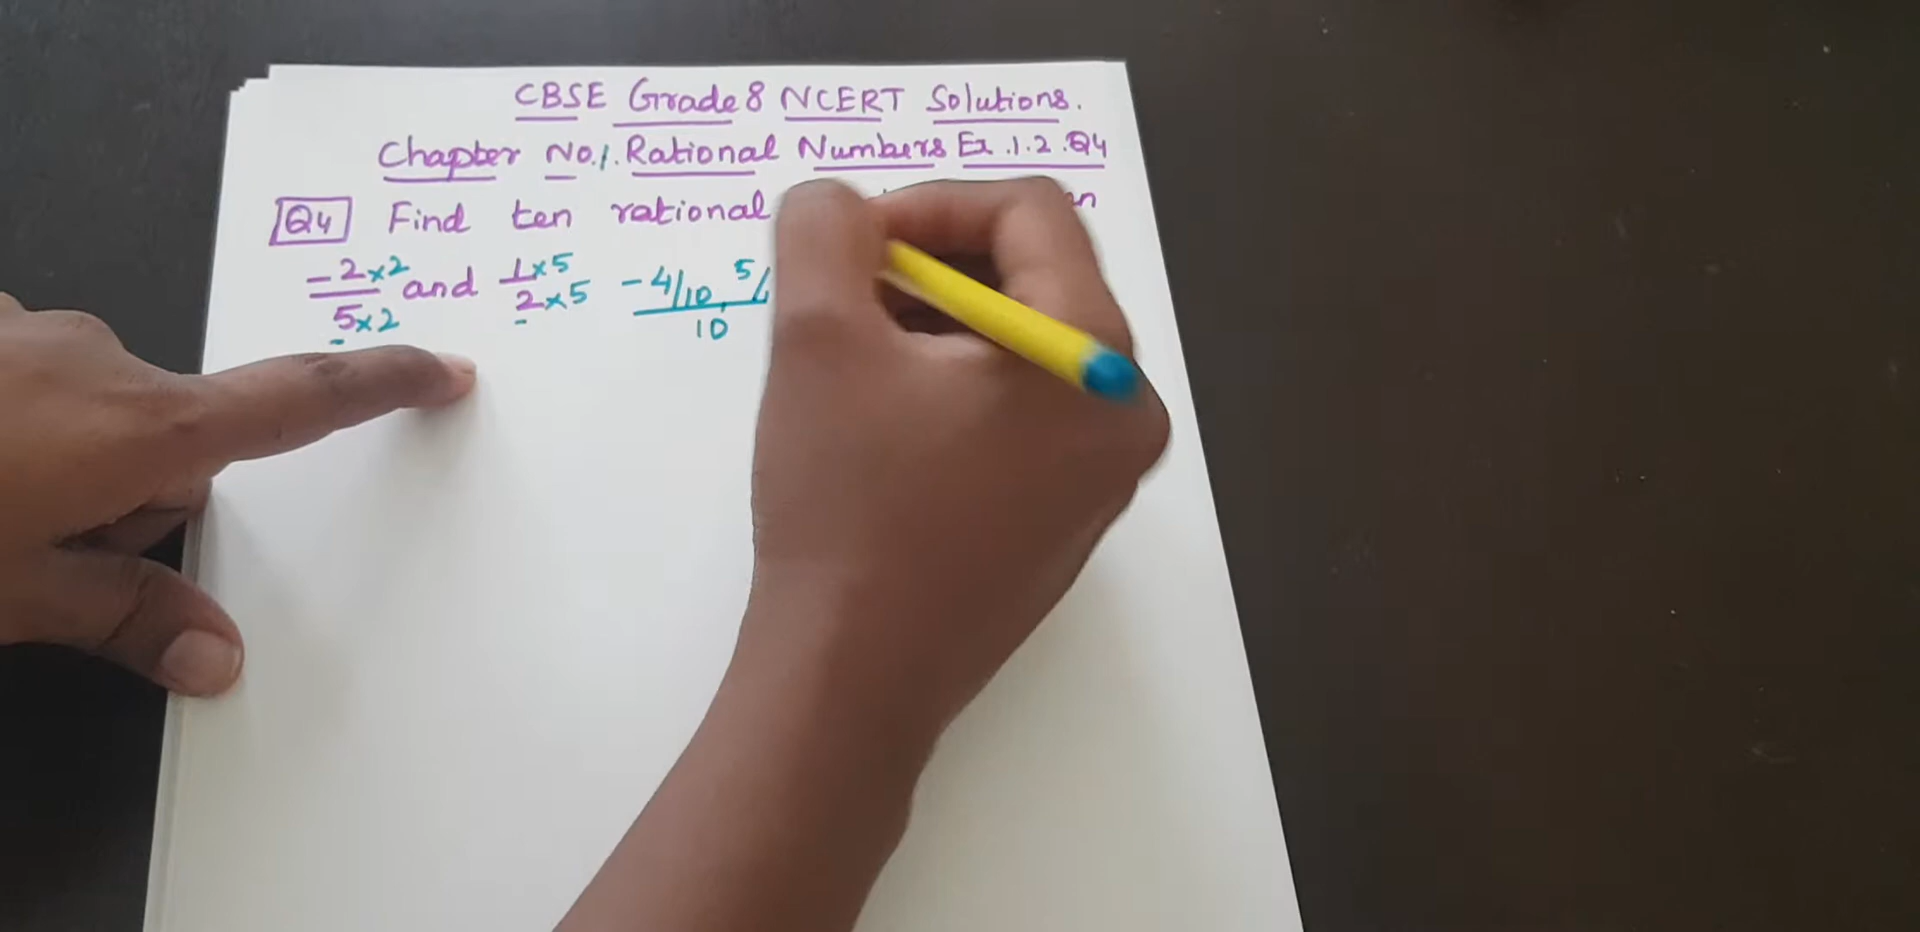 CBSE Grade 8 NCERT Solutions.
Chapter No.1. Rational Numbers Ex.1.2.Q4
Q4 Find ten rational
-2×2/5×2 and 1×5/2×5 -4/10, 5/
10